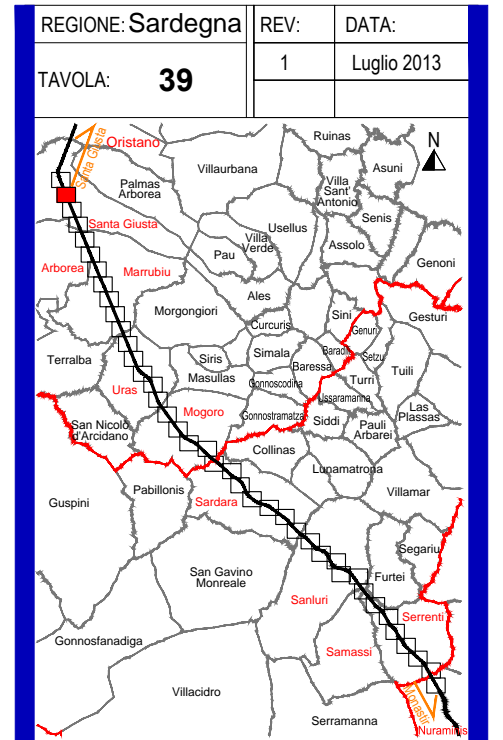 REGIONE: Sardegna
REV:
DATA:
TAVOLA: 39
1
Luglio 2013
N
Oristano
Santa Giusta
Ruinas
Villaurbana
Asuni
Palmas
Arborea
Villa
Sant'
Antonio
Senis
Santa Giusta
Usellus
Villa
Verde
Assolo
Pau
Genoni
Arborea
Marrubiu
Ales
Morgongiori
Sini
Gesturi
Curcuris
Genuri
Terralba
Siris
Simala
Baradili
Setzu
Masullas
Baressa
Tuili
Uras
Gonnoscodina
Turri
Ussaramanna
Mogoro
Gonnostramatza
Siddi
Las
Plassas
San Nicolò
d'Arcidano
Pauli
Arbarei
Collinas
Lunamatrona
Pabillonis
Villamar
Guspini
Sardara
Segariu
San Gavino
Monreale
Furtei
Sanluri
Serrenti
Gonnosfanadiga
Samassi
Villacidro
Monastir
Serramanna
Nuraminis